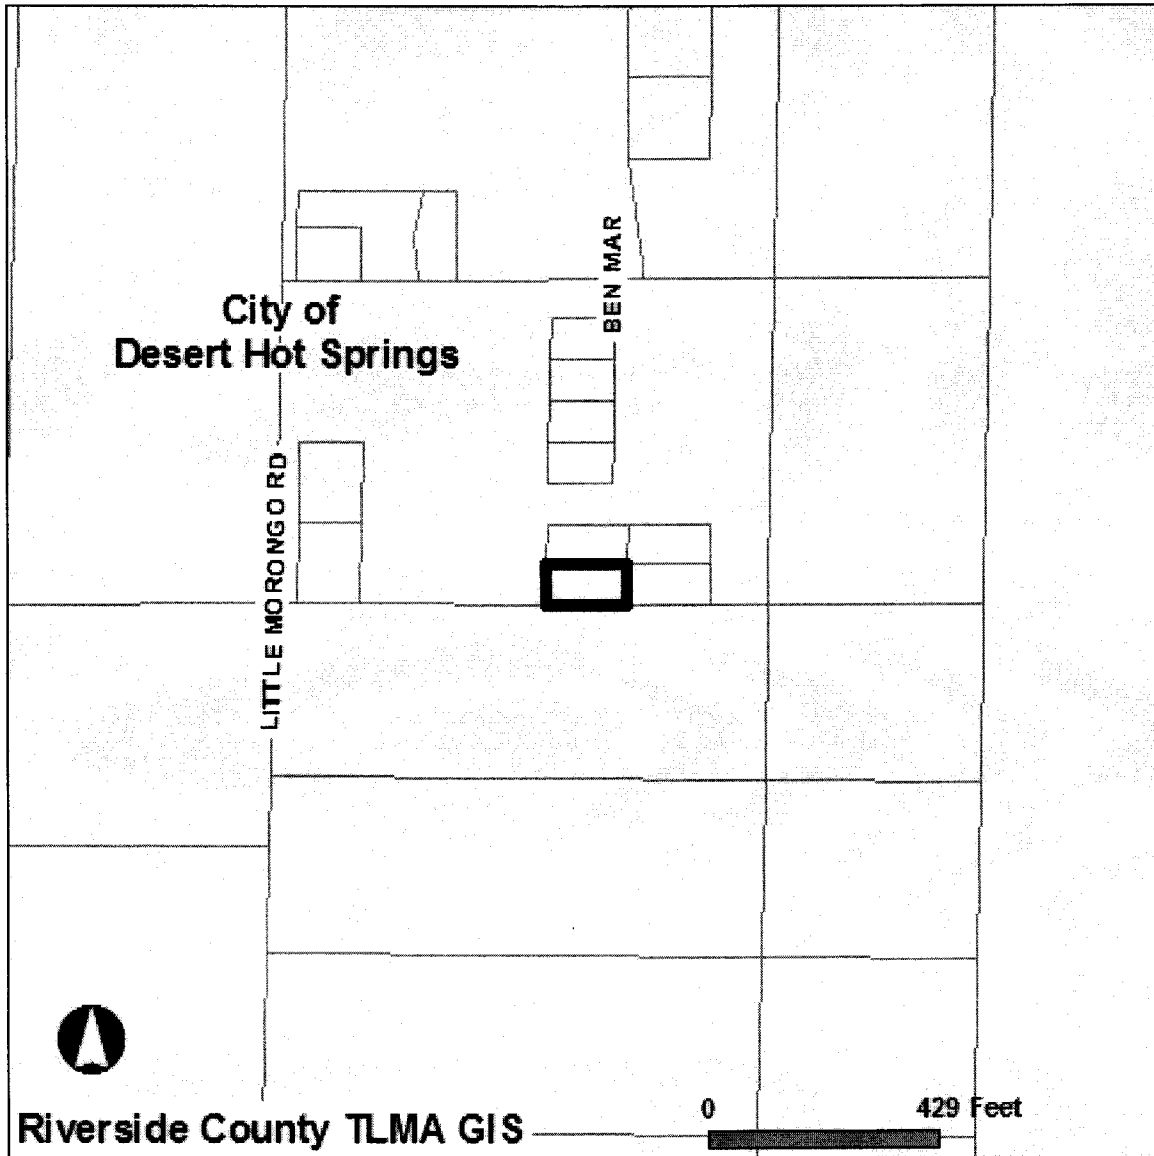 BEN MAR
City of
Desert Hot Springs
LITTLE MORONGO RD
0 429 Feet
Riverside County TLMA GIS